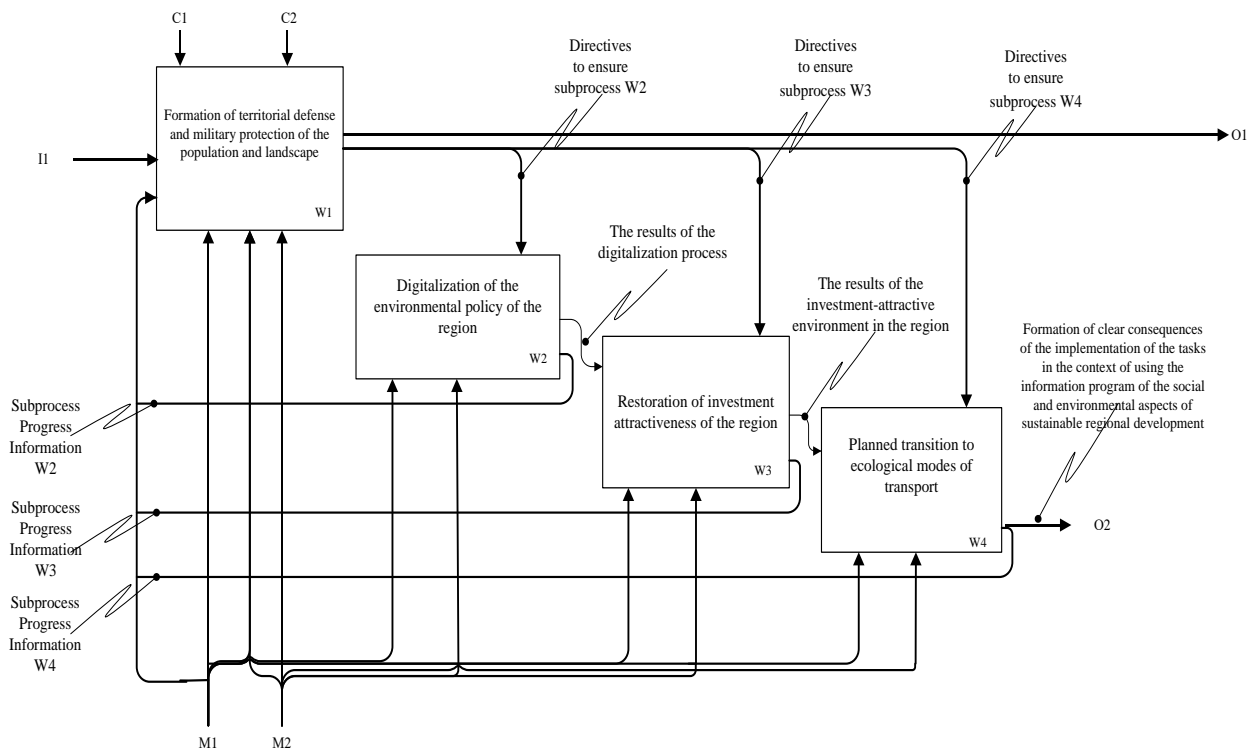 C1
C2
Directives
to ensure
subprocess W2
Directives
to ensure
subprocess W3
Directives
to ensure
subprocess W4
Formation of territorial defense
and military protection of the
population and landscape
W1
I1
O1
The results of the
digitalization process
Digitalization of the
environmental policy of the
region
W2
The results of the
investment-attractive
environment in the region
Formation of clear consequences
of the implementation of the tasks
in the context of using the
information program of the social
and environmental aspects of
sustainable regional development
Restoration of investment
attractiveness of the region
W3
Subprocess
Progress
Information
W2
Planned transition to
ecological modes of
transport
W4
O2
Subprocess
Progress
Information
W3
Subprocess
Progress
Information
W4
M1
M2